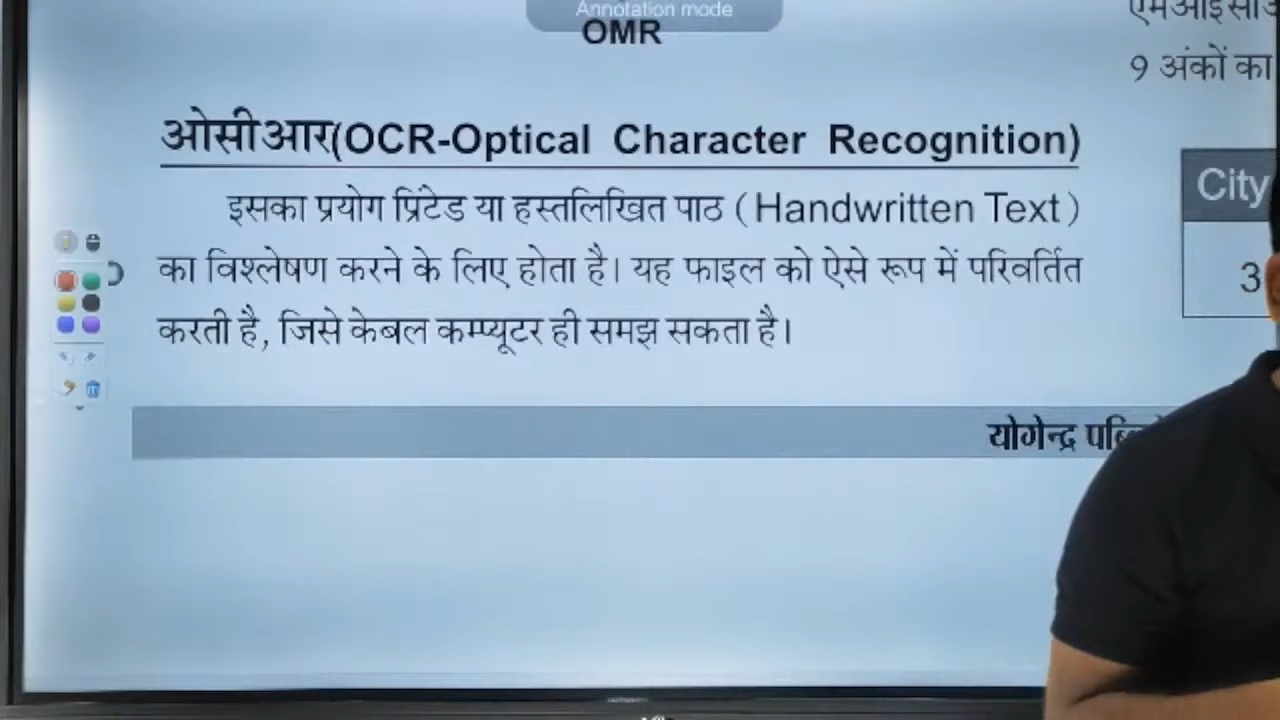 Annotation mode
OMR
ओसीआर(OCR-Optical Character Recognition)
इसका प्रयोग प्रिंटेड या हस्तलिखित पाठ (Handwritten Text)
का विश्लेषण करने के लिए होता है। यह फाइल को ऐसे रूप में परिवर्तित
करती है, जिसे केबल कम्प्यूटर ही समझ सकता है।
योगेन्द्र
9 अंकों का
City
3